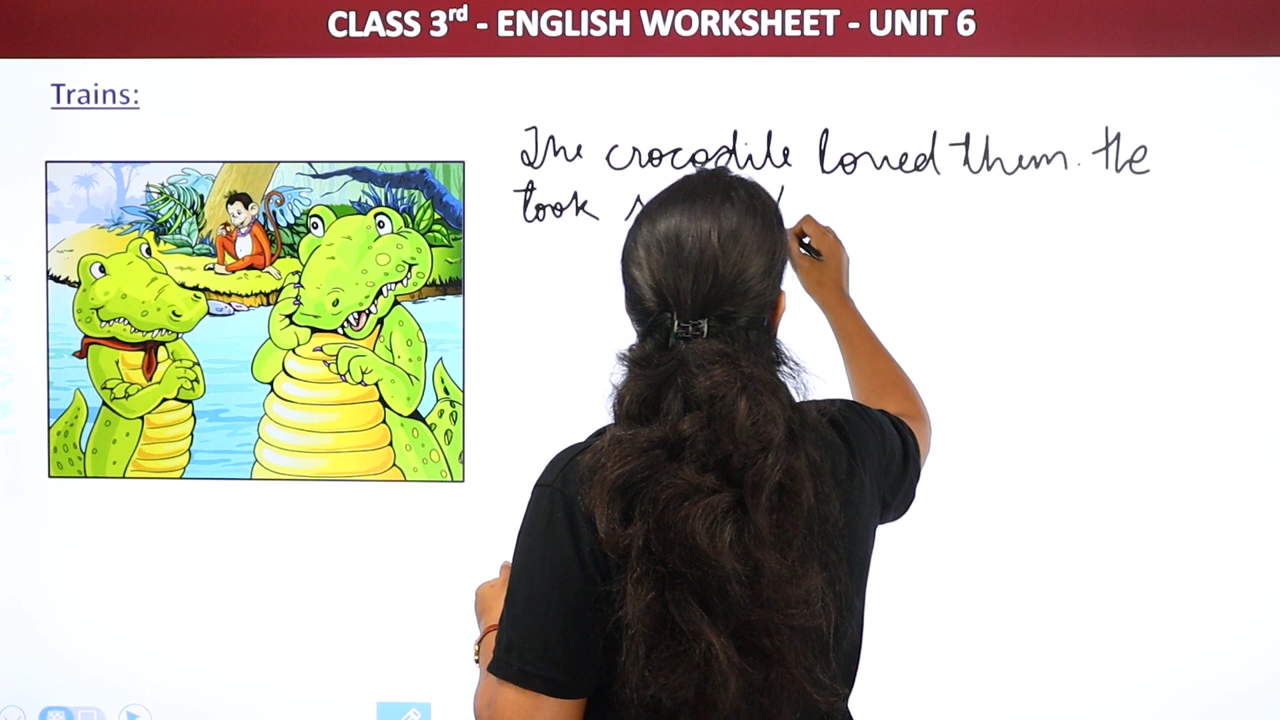 CLASS 3rd - ENGLISH WORKSHEET - UNIT 6
Trains:
The crocodile loved them. He
took